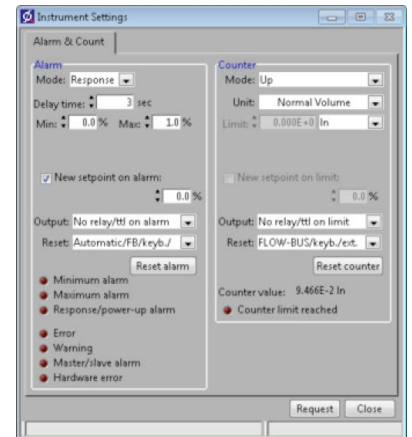 Instrument Settings
Alarm & Count
Alarm
Mode: Response
Delay time: 3 sec
Min: 0.0 % Max: 1.0 %
New setpoint on alarm:
0.0 %
Output: No relay/ttl on alarm
Reset: Automatic/FB/keyb./
Reset alarm
Minimum alarm
Maximum alarm
Response/power-up alarm
Error
Warning
Master/slave alarm
Hardware error
Counter
Mode: Up
Unit: Normal Volume
Limit: 0.000E+0 ln
New setpoint on limit:
0.0 %
Output: No relay/ttl on limit
Reset: FLOW-BUS/keyb./ext.
Reset counter
Counter value: 9.466E-2 ln
Counter limit reached
Request Close